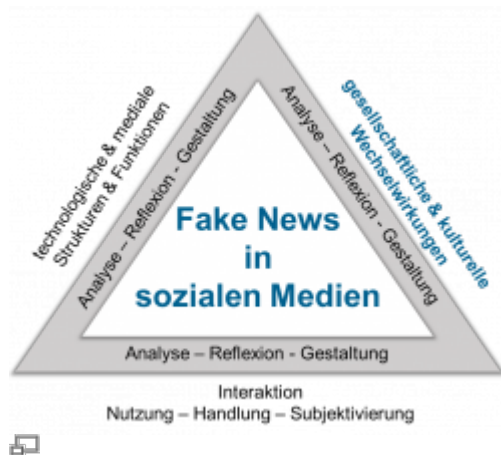 technologische & mediale
Strukturen & Funktionen
Analyse – Reflexion - Gestaltung
gesellschaftliche & kulturelle
Wechselwirkungen
Analyse – Reflexion - Gestaltung
Fake News
in
sozialen Medien
Analyse – Reflexion - Gestaltung
Interaktion
Nutzung – Handlung – Subjektivierung